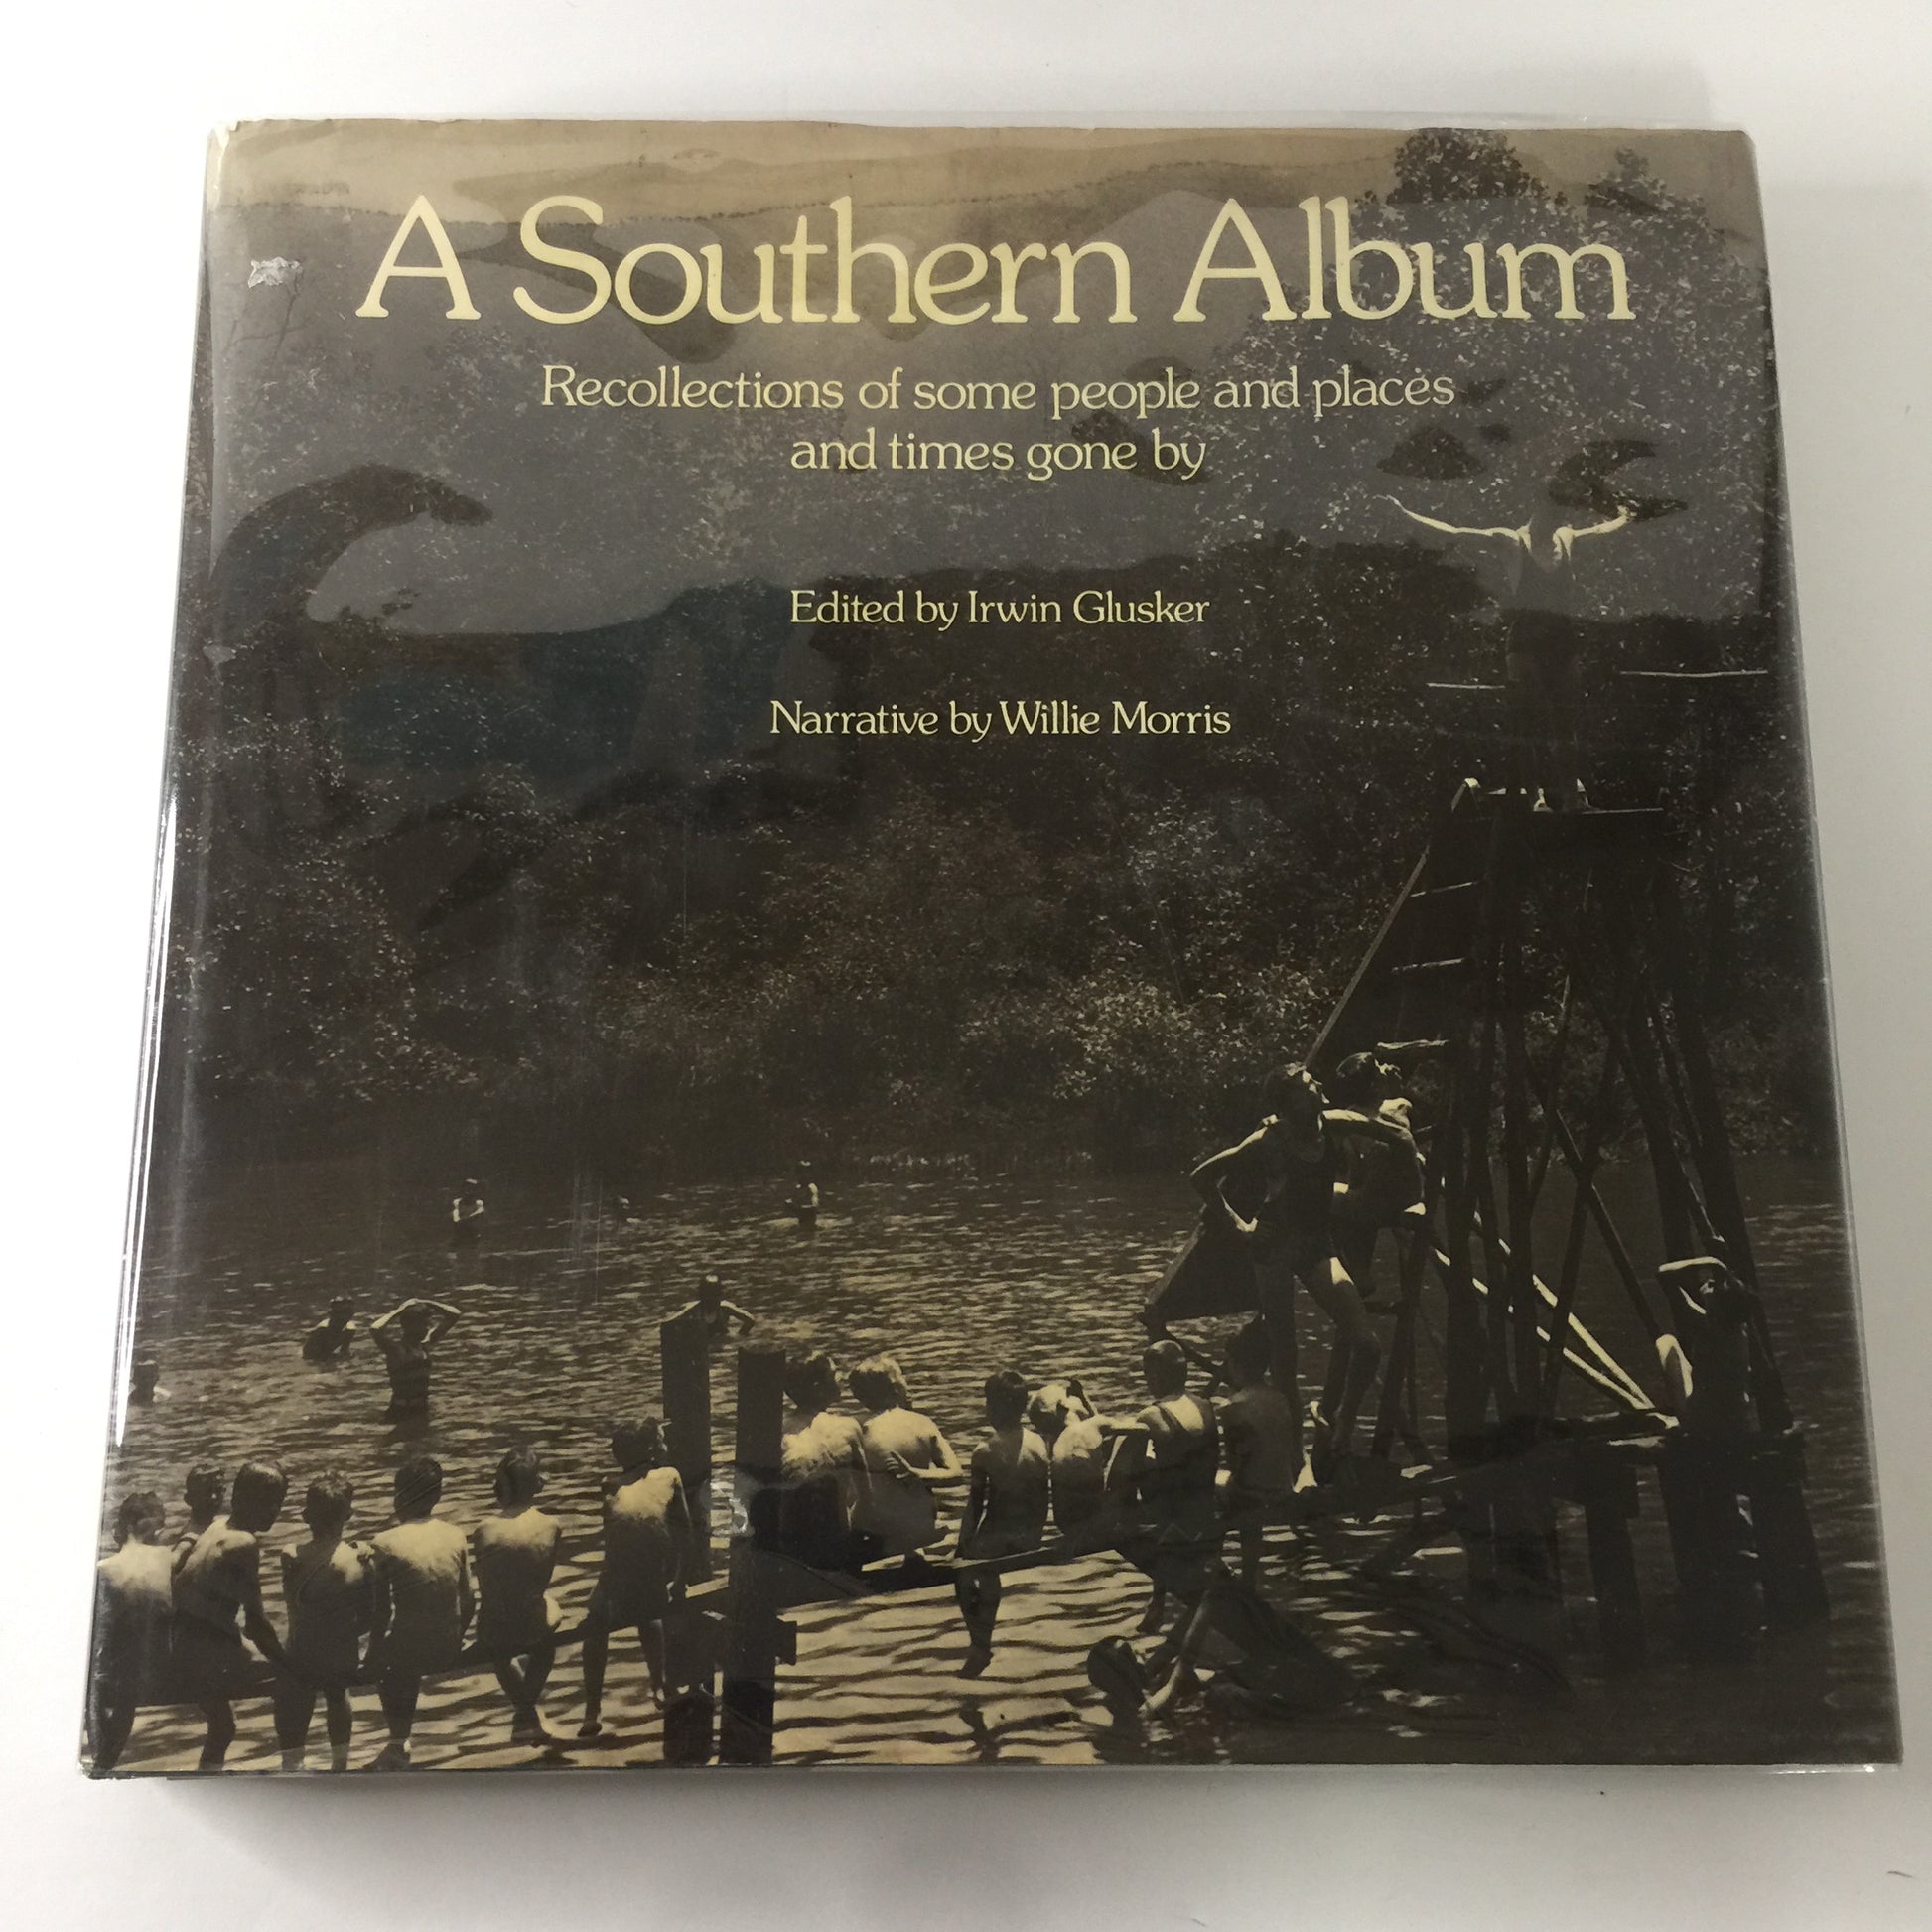 A Southern Album
Recollections of some people and places
and times gone by
Edited by Irwin Glusker
Narrative by Willie Morris